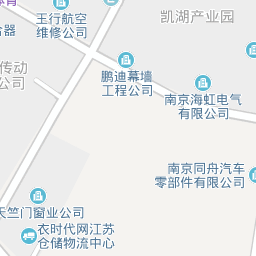 王行航空
维修公司
凯湖产业园
合器
传动
公司
鹏迪幕墙
工程公司
南京海虹电气
有限公司
南京同舟汽车
零部件有限公司
天竺门窗业公司
衣时代网江苏
仓储物流中心